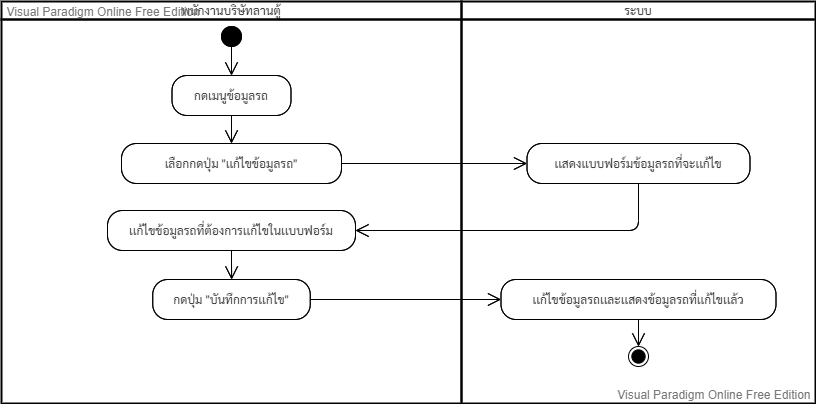 Visual Paradigm Online Free Edition
พนักงานบริษัทลานตู้
ระบบ
กดเมนูข้อมูลรถ
เลือกกดปุ่ม "แก้ไขข้อมูลรถ"
แสดงแบบฟอร์มข้อมูลรถที่จะแก้ไข
แก้ไขข้อมูลรถที่ต้องการแก้ไขในแบบฟอร์ม
กดปุ่ม "บันทึกการแก้ไข"
แก้ไขข้อมูลรถและแสดงข้อมูลรถที่แก้ไขแล้ว
Visual Paradigm Online Free Edition